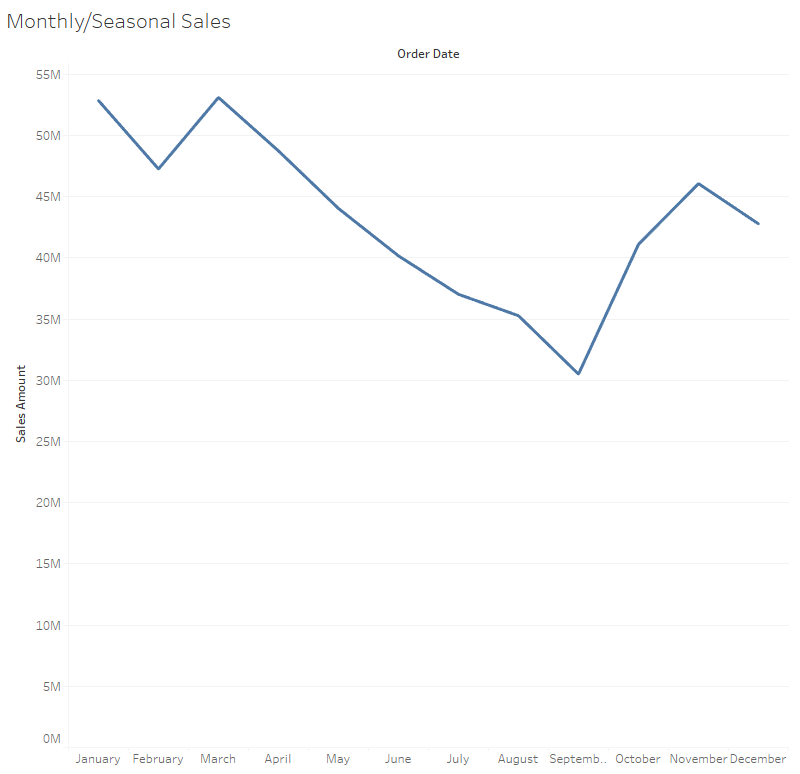 Monthly/Seasonal Sales
Order Date
55M
50M
45M
40M
35M
30M
25M
20M
15M
10M
5M
0M
Sales Amount
January February March April May June July August Septemb.. October November December